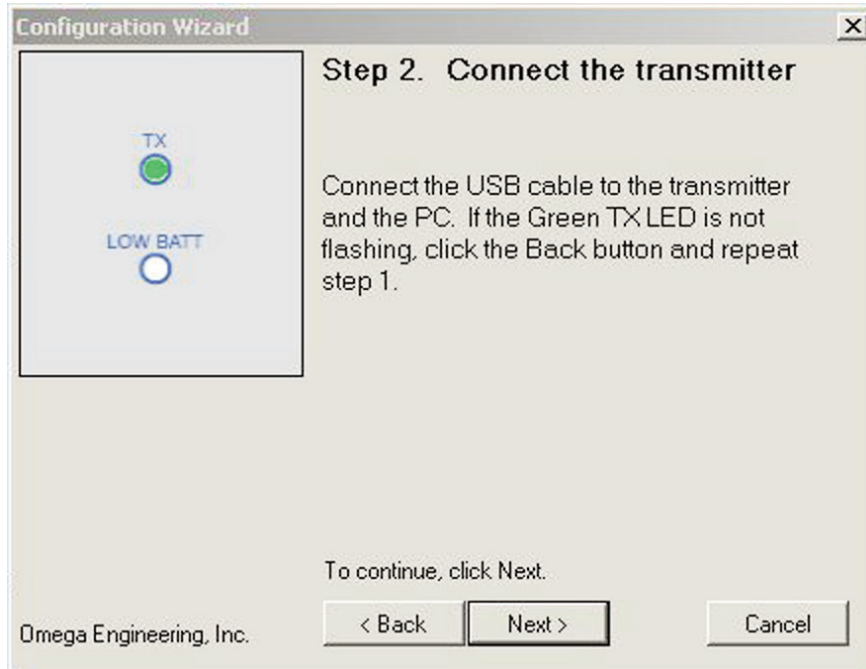 Configuration Wizard
Step 2. Connect the transmitter
TX
LOW BATT
Connect the USB cable to the transmitter
and the PC. If the Green TX LED is not
flashing, click the Back button and repeat
step 1.
To continue, click Next.
Omega Engineering, Inc.
< Back
Next >
Cancel